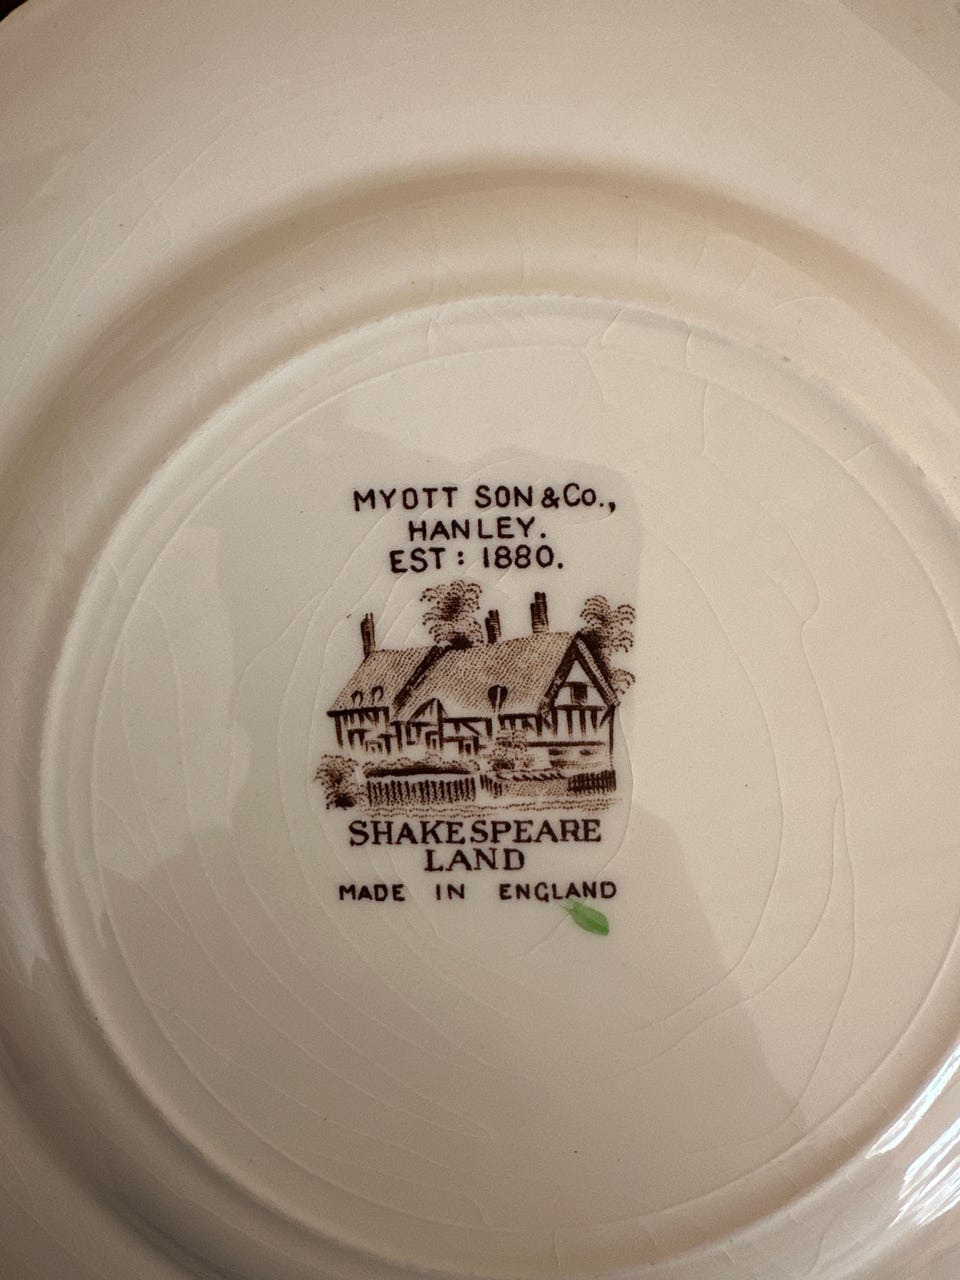 MYOTT SON & Co.,
HANLEY.
EST: 1880.
SHAKESPEARE
LAND
MADE IN ENGLAND